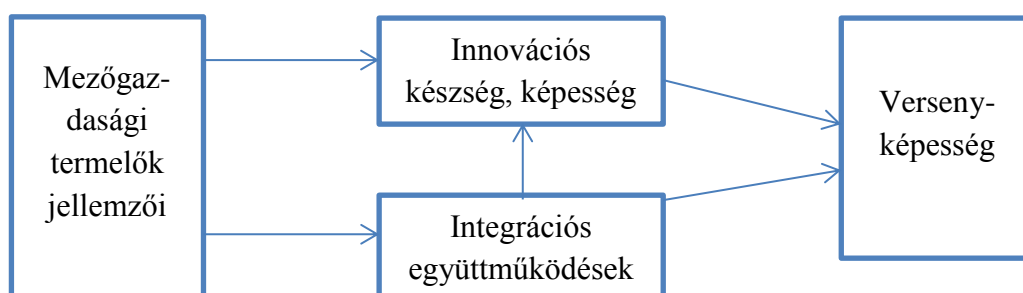 Mezőgaz-
dasági
termelők
jellemzői
Innovációs
készség, képesség
Integrációs
együttműködések
Verseny-
képesség